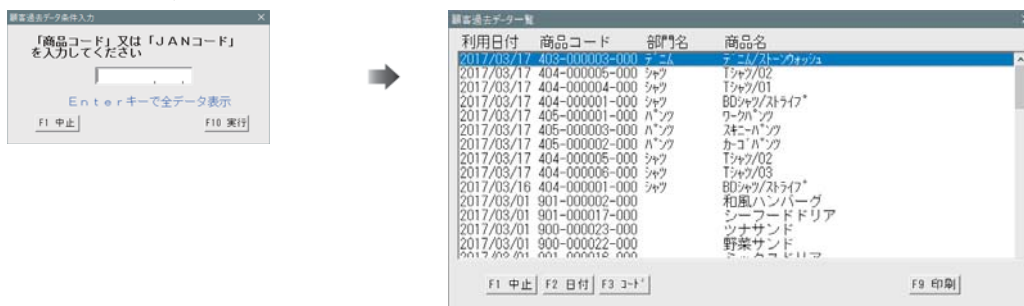 顧客過去データ条件入力
「商品コード」又は「JANコード」
を入力してください
Enterキーで全データ表示
F1 中止 F10 実行
顧客過去データ一覧
利用日付 商品コード 部門名 商品名
2017/03/17 403-000003-000 デニム デニム/ストーンウォッシュ
2017/03/17 404-000005-000 シャツ Tシャツ/02
2017/03/17 404-000004-000 シャツ Tシャツ/01
2017/03/17 404-000001-000 シャツ BDシャツ/ストライプ
2017/03/17 405-000001-000 パンツ ワークパンツ
2017/03/17 405-000003-000 パンツ スキニーパンツ
2017/03/17 405-000002-000 パンツ カーゴパンツ
2017/03/17 404-000005-000 シャツ Tシャツ/02
2017/03/17 404-000006-000 シャツ Tシャツ/03
2017/03/16 404-000001-000 シャツ BDシャツ/ストライプ
2017/03/01 901-000002-000 和風ハンバーグ
2017/03/01 901-000017-000 シーフードドリア
2017/03/01 900-000023-000 ツナサンド
2017/03/01 900-000022-000 野菜サンド
F1 中止 F2 日付 F3 コード F9 印刷